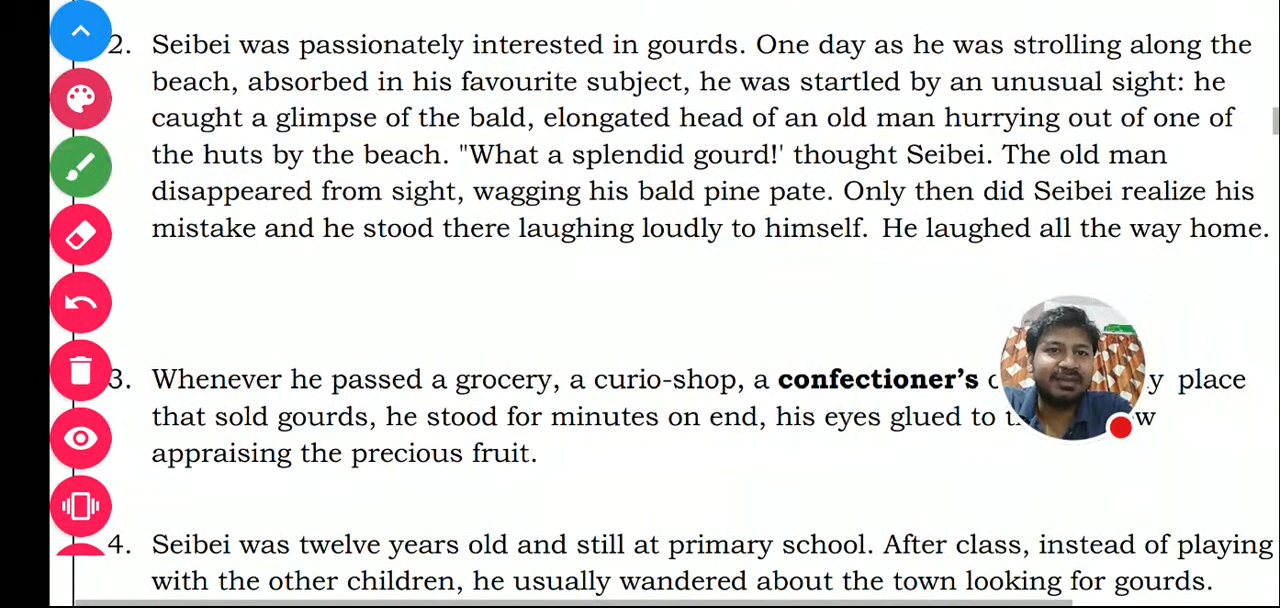 2. Seibei was passionately interested in gourds. One day as he was strolling along the
beach, absorbed in his favourite subject, he was startled by an unusual sight: he
caught a glimpse of the bald, elongated head of an old man hurrying out of one of
the huts by the beach. "What a splendid gourd!' thought Seibei. The old man
disappeared from sight, wagging his bald pine pate. Only then did Seibei realize his
mistake and he stood there laughing loudly to himself. He laughed all the way home.
3. Whenever he passed a grocery, a curio-shop, a confectioner's place
that sold gourds, he stood for minutes on end, his eyes glued to
appraising the precious fruit.
4. Seibei was twelve years old and still at primary school. After class, instead of playing
with the other children, he usually wandered about the town looking for gourds.